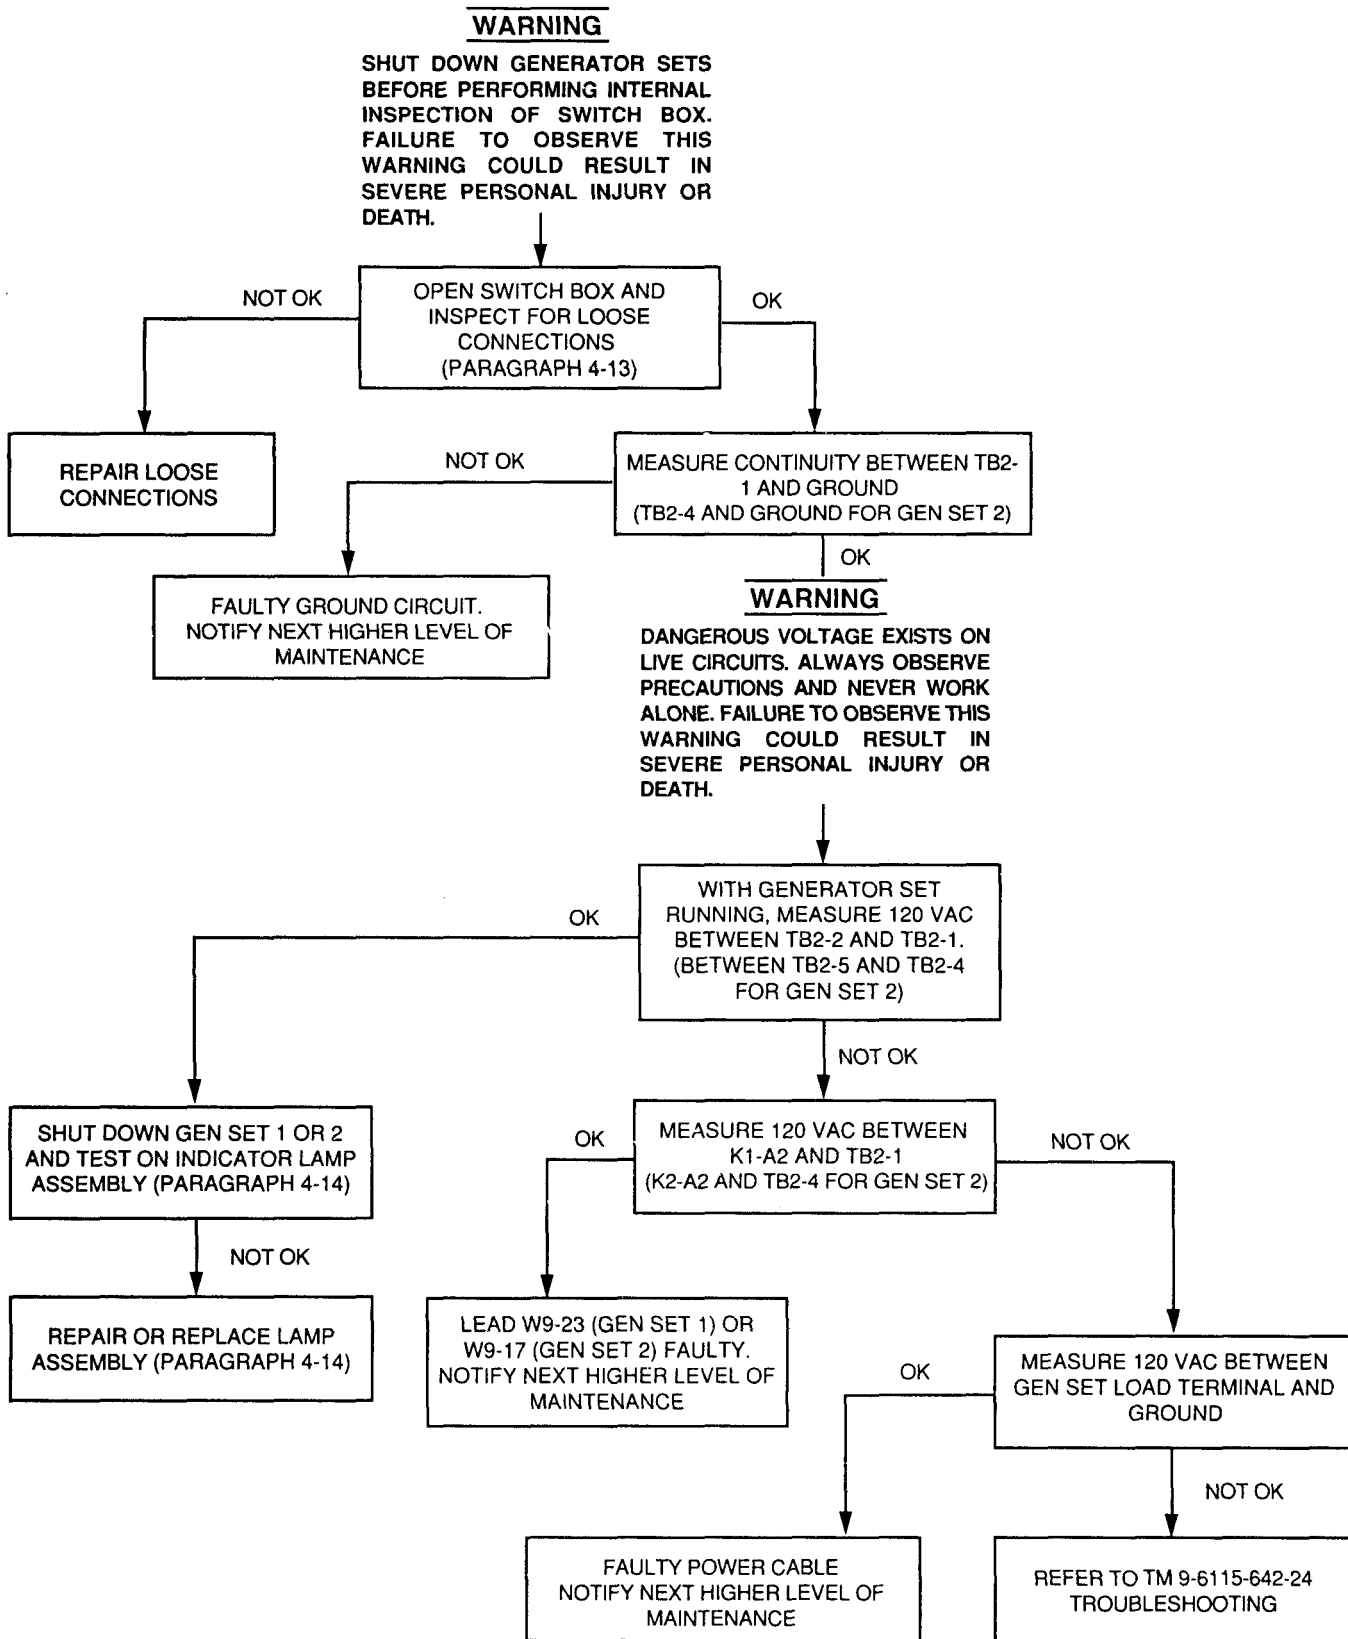 WARNING
SHUT DOWN GENERATOR SETS
BEFORE PERFORMING INTERNAL
INSPECTION OF SWITCH BOX.
FAILURE TO OBSERVE THIS
WARNING COULD RESULT IN
SEVERE PERSONAL INJURY OR
DEATH.
NOT OK
OPEN SWITCH BOX AND
INSPECT FOR LOOSE
CONNECTIONS
(PARAGRAPH 4-13)
OK
REPAIR LOOSE
CONNECTIONS
NOT OK
MEASURE CONTINUITY BETWEEN TB2-
1 AND GROUND
(TB2-4 AND GROUND FOR GEN SET 2)
OK
FAULTY GROUND CIRCUIT.
NOTIFY NEXT HIGHER LEVEL OF
MAINTENANCE
WARNING
DANGEROUS VOLTAGE EXISTS ON
LIVE CIRCUITS. ALWAYS OBSERVE
PRECAUTIONS AND NEVER WORK
ALONE. FAILURE TO OBSERVE THIS
WARNING COULD RESULT IN
SEVERE PERSONAL INJURY OR
DEATH.
OK
WITH GENERATOR SET
RUNNING, MEASURE 120 VAC
BETWEEN TB2-2 AND TB2-1.
(BETWEEN TB2-5 AND TB2-4
FOR GEN SET 2)
NOT OK
SHUT DOWN GEN SET 1 OR 2
AND TEST ON INDICATOR LAMP
ASSEMBLY (PARAGRAPH 4-14)
OK
MEASURE 120 VAC BETWEEN
K1-A2 AND TB2-1
(K2-A2 AND TB2-4 FOR GEN SET 2)
NOT OK
NOT OK
REPAIR OR REPLACE LAMP
ASSEMBLY (PARAGRAPH 4-14)
LEAD W9-23 (GEN SET 1) OR
W9-17 (GEN SET 2) FAULTY.
NOTIFY NEXT HIGHER LEVEL OF
MAINTENANCE
OK
MEASURE 120 VAC BETWEEN
GEN SET LOAD TERMINAL AND
GROUND
NOT OK
FAULTY POWER CABLE
NOTIFY NEXT HIGHER LEVEL OF
MAINTENANCE
REFER TO TM 9-6115-642-24
TROUBLESHOOTING